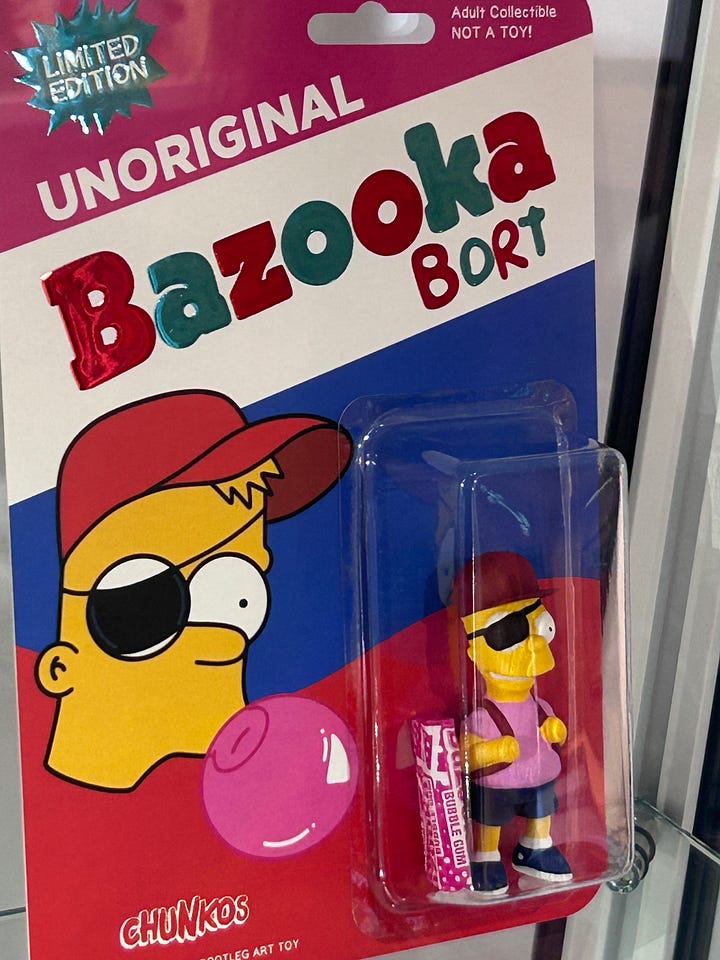 Adult Collectible
NOT A TOY!
LIMITED
EDITION
UNORIGINAL
Bazooka
BORT
BUBBLE GUM
CHUNKOS
BOOTLEG ART TOY